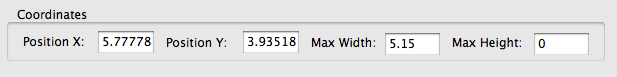 Coordinates
Position X: 5.77778 Position Y: 3.93518 Max Width: 5.15 Max Height: 0